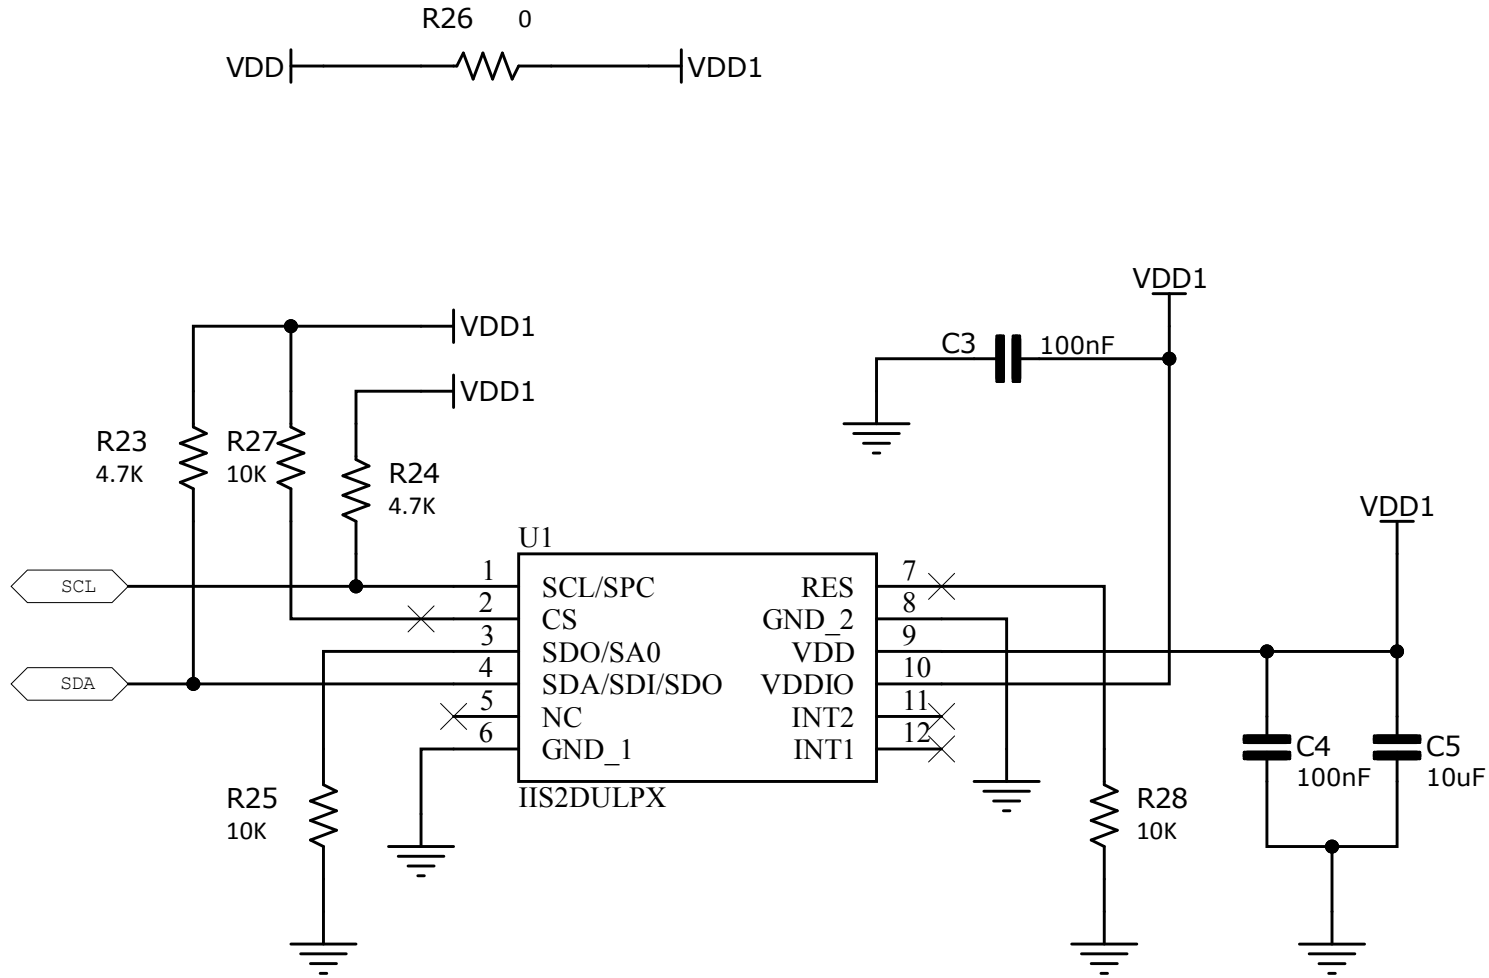 R26 0
VDD VDD1
VDD1
VDD1
C3 100nF
VDD1
R23
4.7K
R27
10K
R24
4.7K
VDD1
U1
SCL
1 SCL/SPC RES 7
2 CS GND_2 8
3 SDO/SA0 VDD 9
SDA
4 SDA/SDI/SDO VDDIO 10
5 NC INT2 11
6 GND_1 INT1 12
IIS2DULPX
C4
100nF
C5
10uF
R25
10K
R28
10K